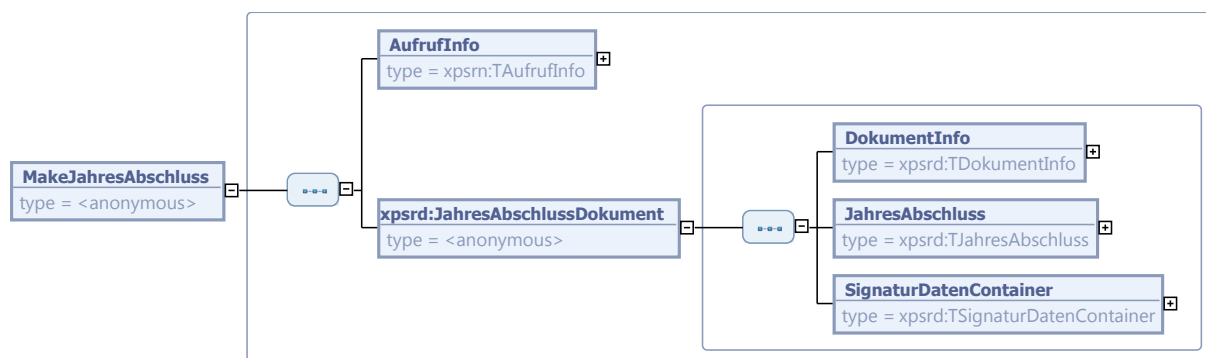 AufrufInfo
type = xpsrn:TAufrufInfo
DokumentInfo
type = xpsrd:TDokumentInfo
MakeJahresAbschluss
type = <anonymous>
xpsrd:JahresAbschlussDokument
type = <anonymous>
JahresAbschluss
type = xpsrd:TJahresAbschluss
SignaturDatenContainer
type = xpsrd:TSignaturDatenContainer